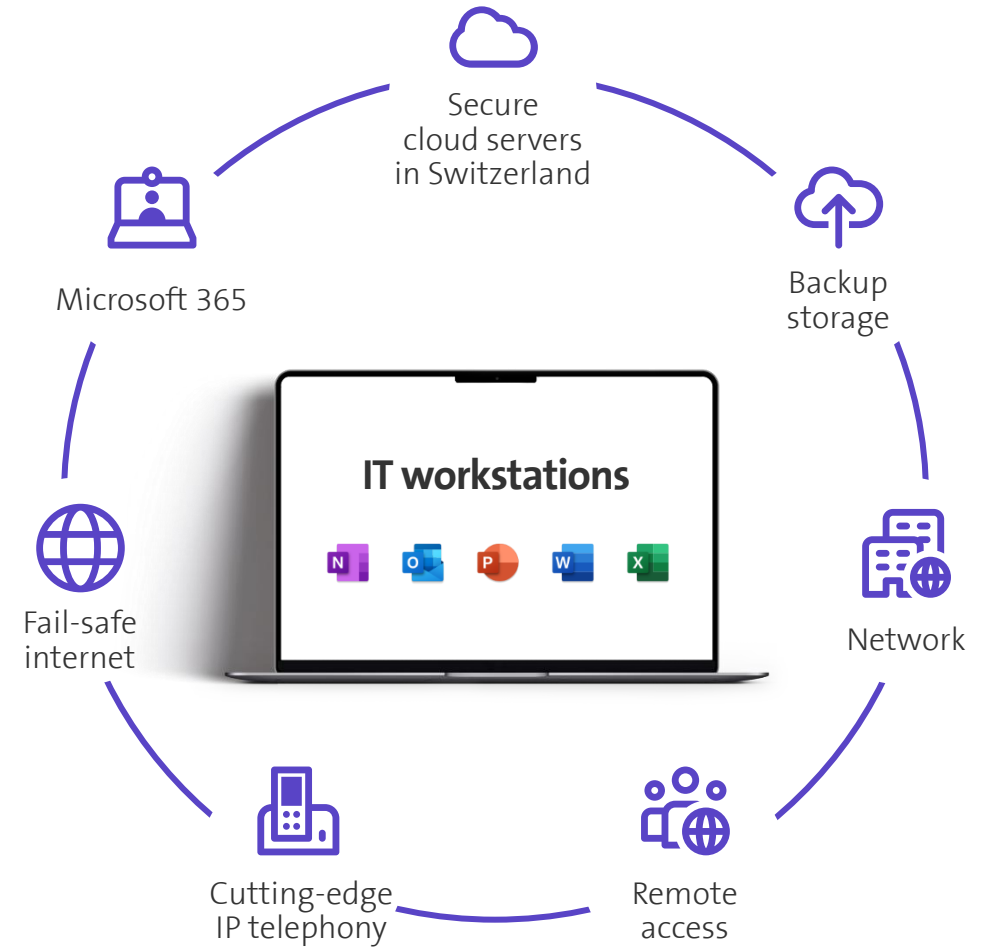 Secure
cloud servers
in Switzerland
Microsoft 365
Backup
storage
IT workstations
N
O
P
W
X
Fail-safe
internet
Network
Cutting-edge
IP telephony
Remote
access